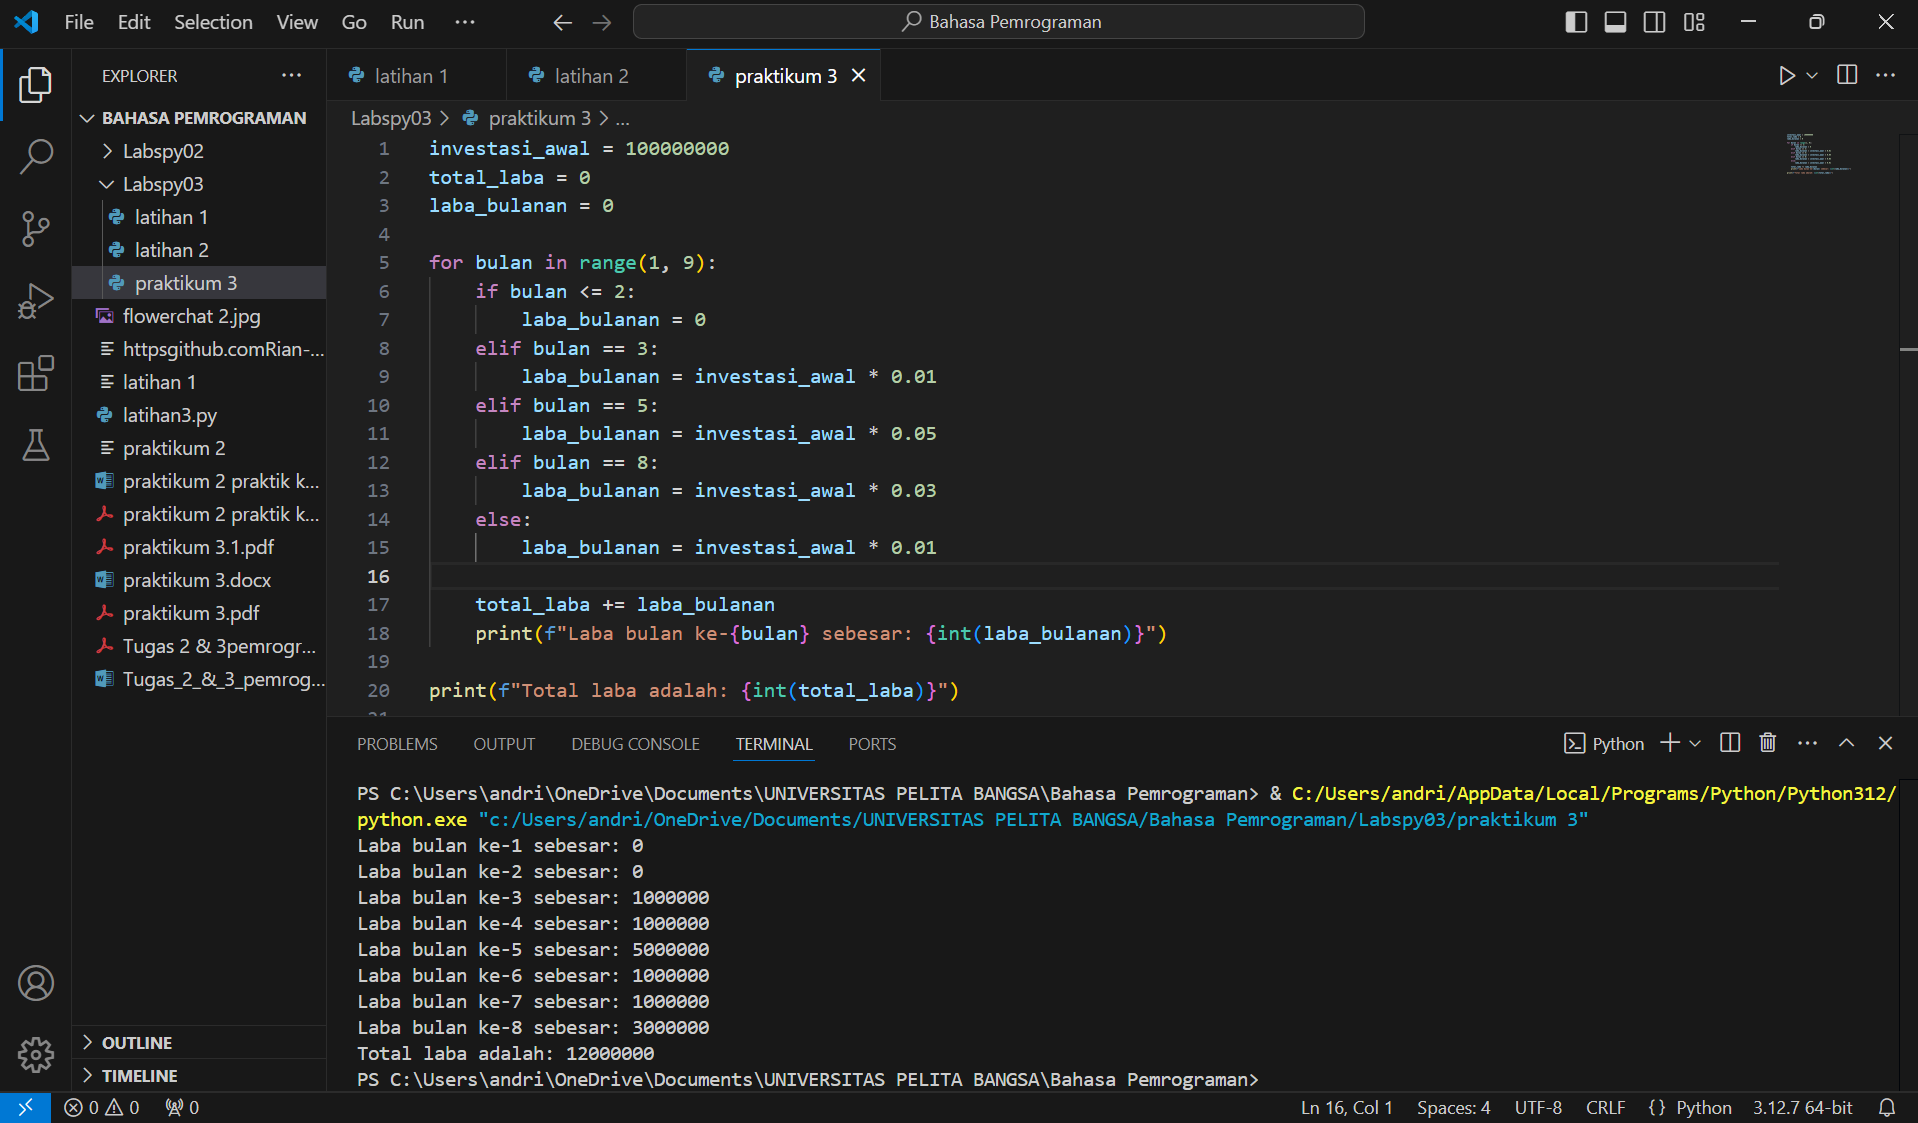 File Edit Selection View Go Run ...
Bahasa Pemrograman
EXPLORER ...
BAHASA PEMROGRAMAN
Labspy02
Labspy03
latihan 1
latihan 2
praktikum 3
flowerchat 2.jpg
httpsgithub.comRian-...
latihan 1
latihan3.py
praktikum 2
praktikum 2 praktik k...
praktikum 2 praktik k...
praktikum 3.1.pdf
praktikum 3.docx
praktikum 3.pdf
Tugas 2 & 3pemrogr...
Tugas_2_&_3_pemrog...
OUTLINE
TIMELINE
latihan 1 latihan 2 praktikum 3
Labspy03 > praktikum 3 > ...
1 investasi_awal = 100000000
2 total_laba = 0
3 laba_bulanan = 0
4
5 for bulan in range(1, 9):
6 if bulan <= 2:
7 laba_bulanan = 0
8 elif bulan == 3:
9 laba_bulanan = investasi_awal * 0.01
10 elif bulan == 5:
11 laba_bulanan = investasi_awal * 0.05
12 elif bulan == 8:
13 laba_bulanan = investasi_awal * 0.03
14 else:
15 laba_bulanan = investasi_awal * 0.01
16
17 total_laba += laba_bulanan
18 print(f"Laba bulan ke-{bulan} sebesar: {int(laba_bulanan)}")
19
20 print(f"Total laba adalah: {int(total_laba)}")
PROBLEMS OUTPUT DEBUG CONSOLE TERMINAL PORTS
Python
PS C:\Users\andri\OneDrive\Documents\UNIVERSITAS PELITA BANGSA\Bahasa Pemrograman> & C:/Users/andri/AppData/Local/Programs/Python/Python312/
python.exe "c:/Users/andri/OneDrive/Documents/UNIVERSITAS PELITA BANGSA/Bahasa Pemrograman/Labspy03/praktikum 3"
Laba bulan ke-1 sebesar: 0
Laba bulan ke-2 sebesar: 0
Laba bulan ke-3 sebesar: 1000000
Laba bulan ke-4 sebesar: 1000000
Laba bulan ke-5 sebesar: 5000000
Laba bulan ke-6 sebesar: 1000000
Laba bulan ke-7 sebesar: 1000000
Laba bulan ke-8 sebesar: 3000000
Total laba adalah: 12000000
PS C:\Users\andri\OneDrive\Documents\UNIVERSITAS PELITA BANGSA\Bahasa Pemrograman>
0 0 0 Ln 16, Col 1 Spaces: 4 UTF-8 CRLF {} Python 3.12.7 64-bit